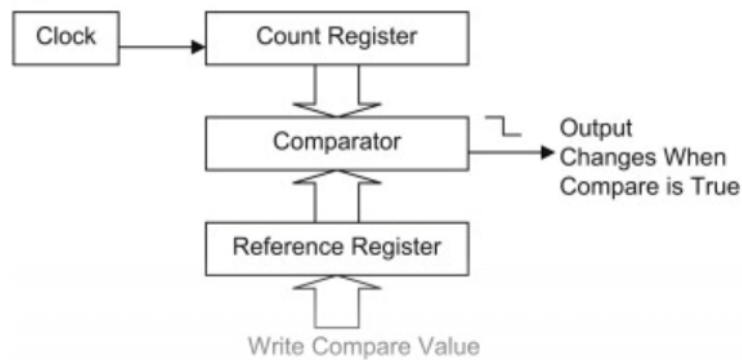 Clock
Count Register
Comparator
Output
Changes When
Compare is True
Reference Register
Write Compare Value